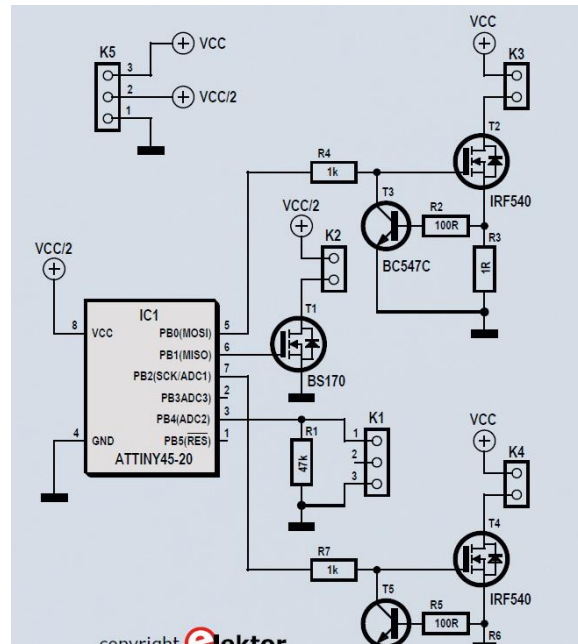 K5
3
2
1
VCC
VCC/2
VCC
K3
T2
IRF540
R4
1k
T3
BC547C
R2
100R
R3
1R
VCC/2
K2
T1
BS170
VCC/2
IC1
8
VCC
PB0(MOSI)
5
PB1(MISO)
6
PB2(SCK/ADC1)
7
PB3ADC3)
2
PB4(ADC2)
3
4
GND
PB5(RES)
1
ATTINY45-20
R1
47k
K1
1
2
3
VCC
K4
T4
IRF540
R7
1k
T5
R5
100R
R6
copyright elektor